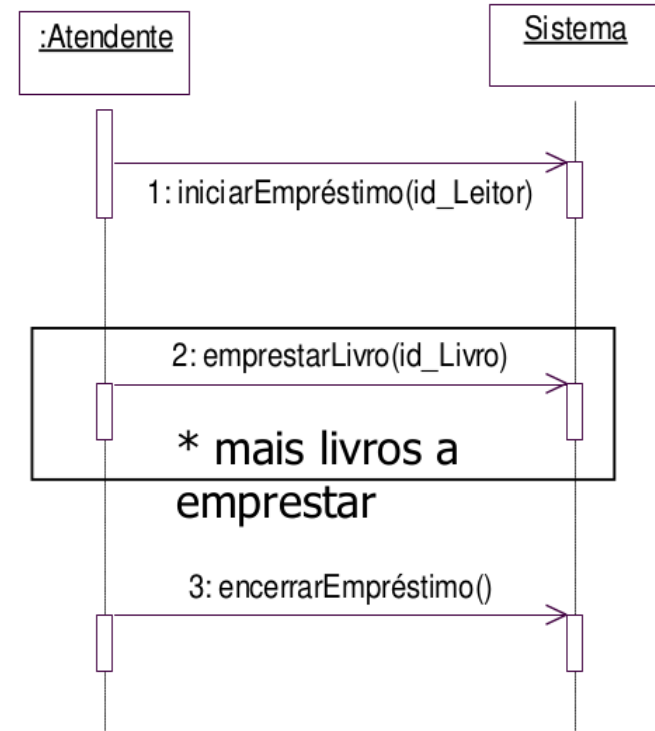 :Atendente
Sistema
1: iniciarEmpréstimo(id_Leitor)
2: emprestarLivro(id_Livro)
* mais livros a
emprestar
3: encerrarEmpréstimo()